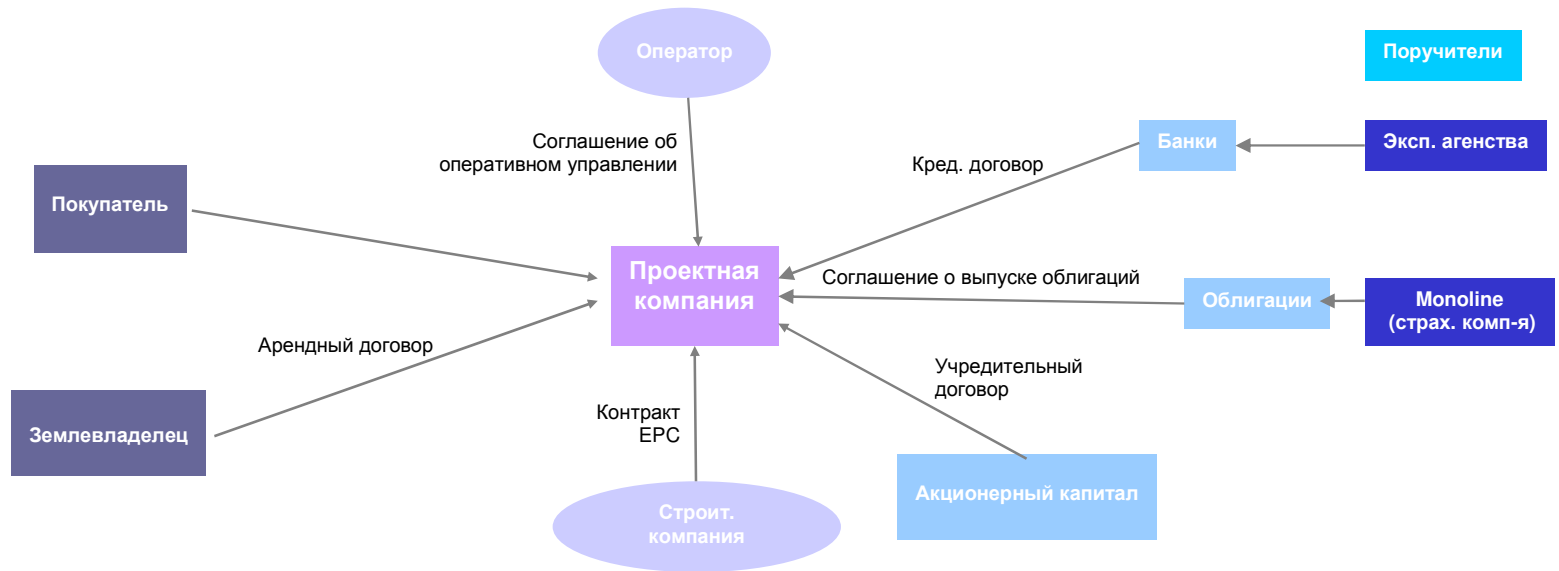 Оператор
Поручители
Соглашение об
оперативном управлении
Банки
Эксп. агенства
Кред. договор
Покупатель
Проектная
компания
Соглашение о выпуске облигаций
Облигации
Monoline
(страх. комп-я)
Арендный договор
Учредительный
договор
Землевладелец
Контракт
EPC
Акционерный капитал
Строит.
компания